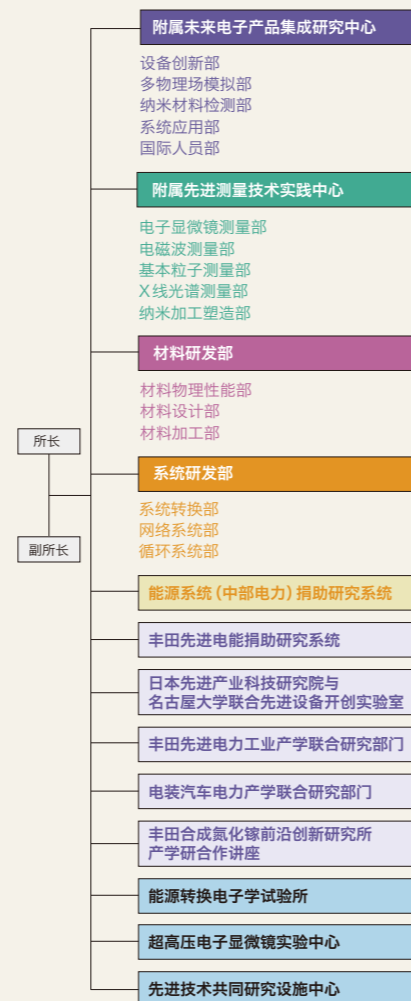 附属未来电子产品集成研究中心
设备创新部
多物理场模拟部
纳米材料检测部
系统应用部
国际人员部
附属先进测量技术实践中心
电子显微镜测量部
电磁波测量部
基本粒子测量部
X线光谱测量部
纳米加工塑造部
材料研发部
材料物理性能部
材料设计部
材料加工部
所长
副所长
系统研发部
系统转换部
网络系统部
循环系统部
能源系统(中部电力)捐助研究系统
丰田先进电能捐助研究系统
日本先进产业科技研究院与
名古屋大学联合先进设备开创实验室
丰田先进电力工业产学联合研究部门
电装汽车电力产学联合研究部门
丰田合成氮化镓前沿创新研究所
产学研合作讲座
能源转换电子学试验所
超高压电子显微镜实验中心
先进技术共同研究设施中心